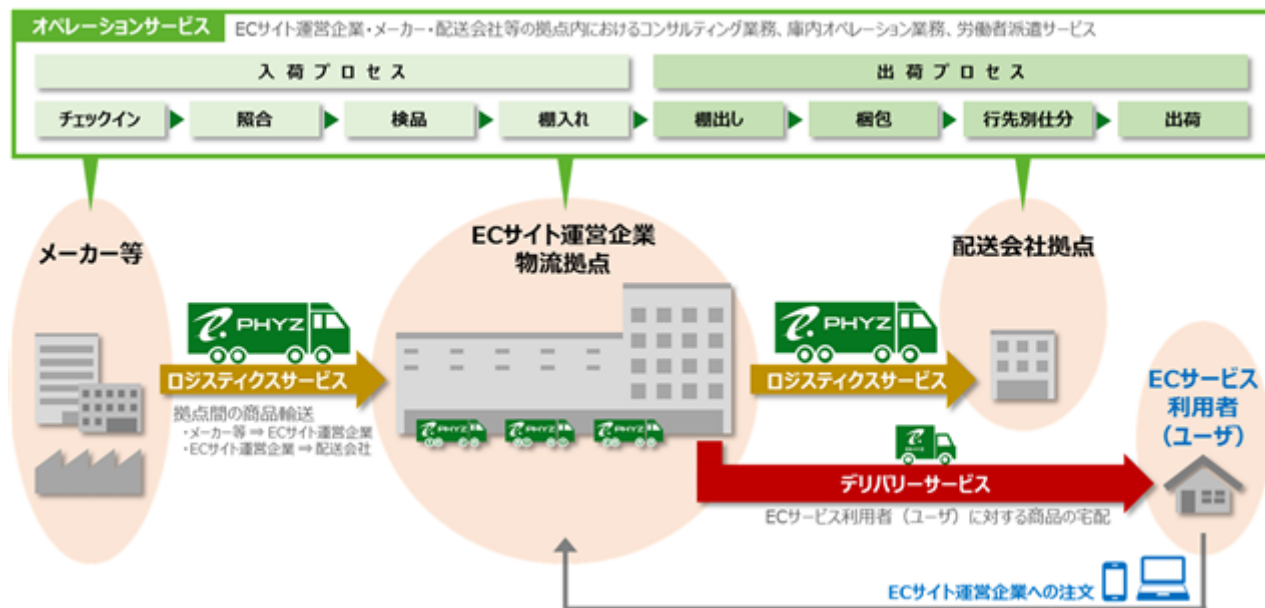 オペレーションサービス ECサイト運営企業・メーカー・配送会社等の拠点内におけるコンサルティング業務、庫内オペレーション業務、労働者派遣サービス
入荷プロセス 出荷プロセス
チェックイン 照合 検品 棚入れ 棚出し 梱包 行先別仕分 出荷
メーカー等
ECサイト運営企業
物流拠点
配送会社拠点
PHYZ
PHYZ
ロジスティクスサービス
ロジスティクスサービス
拠点間の商品輸送
・メーカー等 ⇒ ECサイト運営企業
・ECサイト運営企業 ⇒ 配送会社
PHYZ PHYZ PHYZ
PHYZ
ECサービス
利用者
（ユーザ）
デリバリーサービス
ECサービス利用者（ユーザ）に対する商品の宅配
ECサイト運営企業への注文